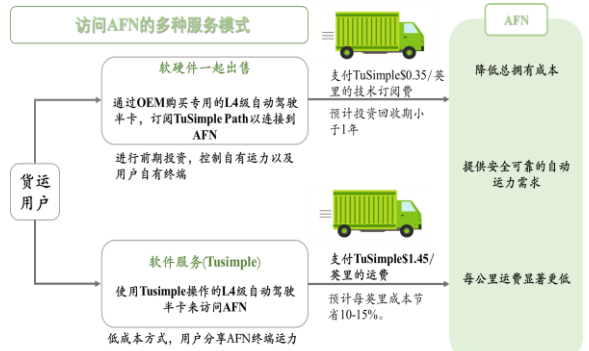 访问AFN的多种服务模式
货运
用户
软硬件一起出售
通过OEM购买专用的L4级自动驾驶
半卡，订阅TuSimple Path以连接到
AFN
进行前期投资，控制自有运力以及
用户自有终端
支付TuSimple$0.35/英
里的技术订阅费
预计投资回收期小
于1年
软件服务(Tusimple)
使用Tusimple操作的L4级自动驾驶
半卡来访问AFN
低成本方式，用户分享AFN终端运力
支付TuSimple$1.45/
英里的运费
预计每英里成本节
省10-15%。
AFN
降低总拥有成本
提供安全可靠的自动
运力需求
每公里运费显著更低